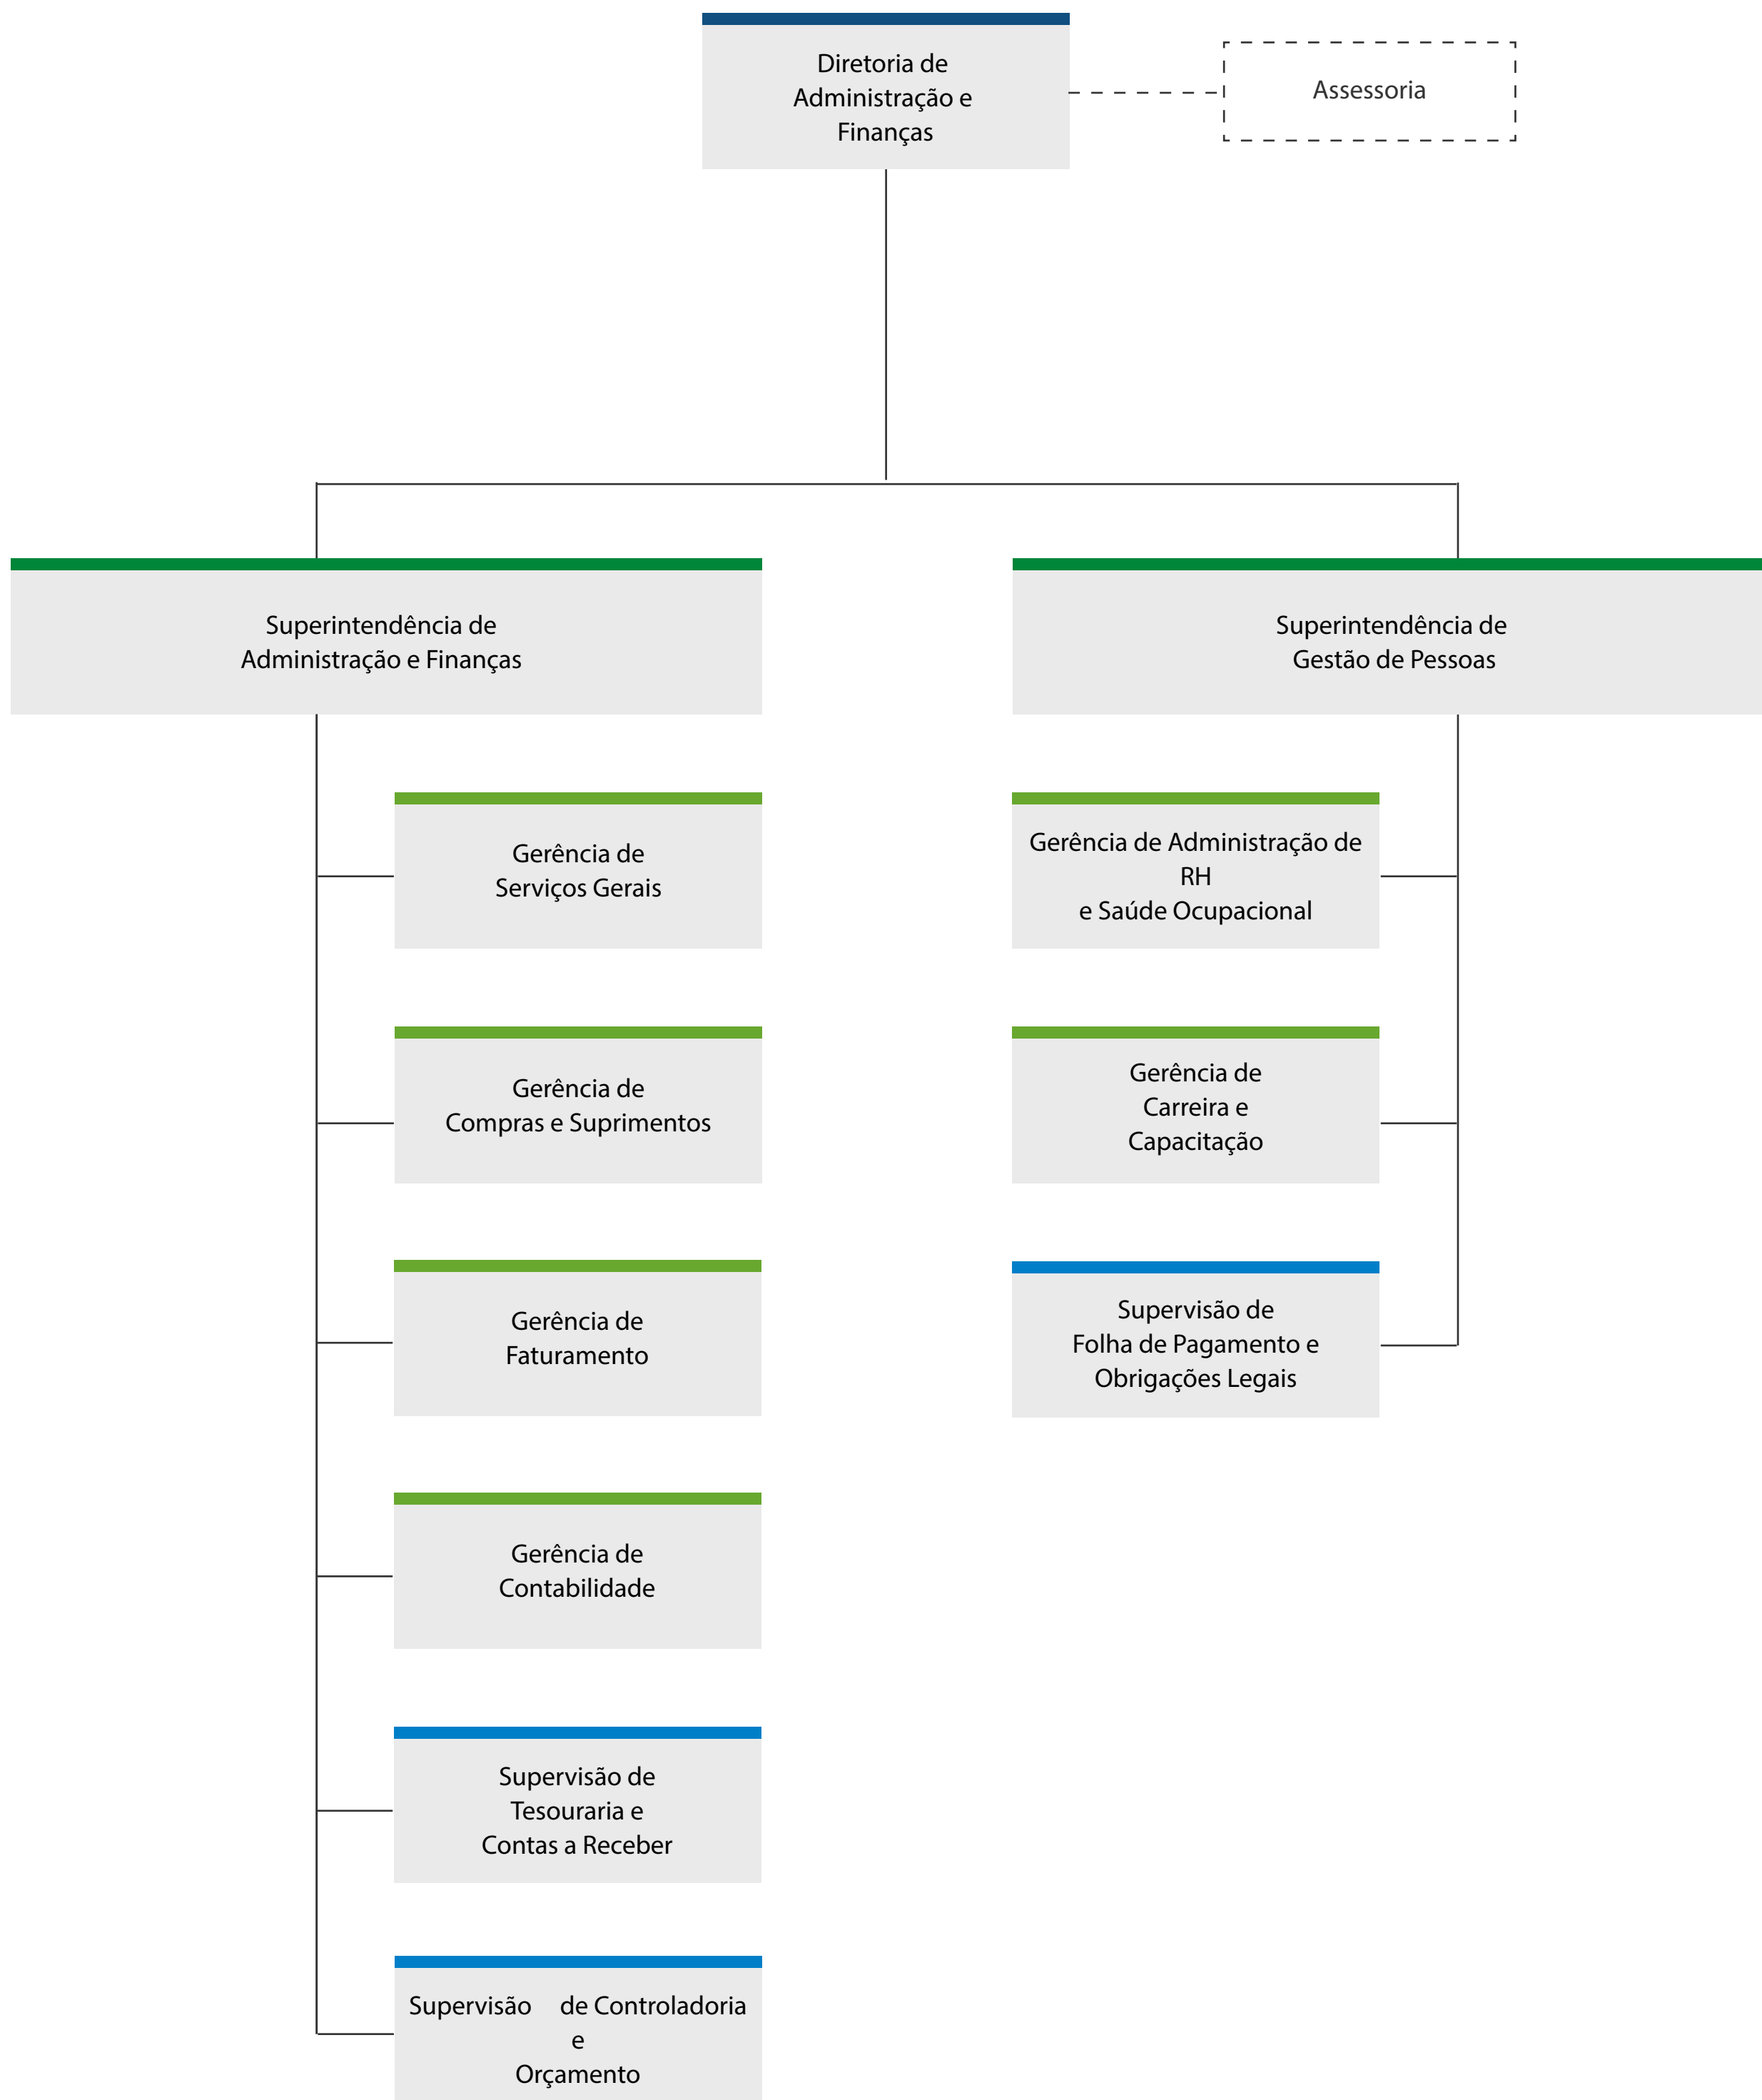 Diretoria de
Administração e
Finanças
Assessoria
Superintendência de
Administração e Finanças
Superintendência de
Gestão de Pessoas
Gerência de
Serviços Gerais
Gerência de Administração de
RH
e Saúde Ocupacional
Gerência de
Compras e Suprimentos
Gerência de
Carreira e
Capacitação
Gerência de
Faturamento
Supervisão de
Folha de Pagamento e
Obrigações Legais
Gerência de
Contabilidade
Supervisão de
Tesouraria e
Contas a Receber
Supervisão de Controladoria
e
Orçamento